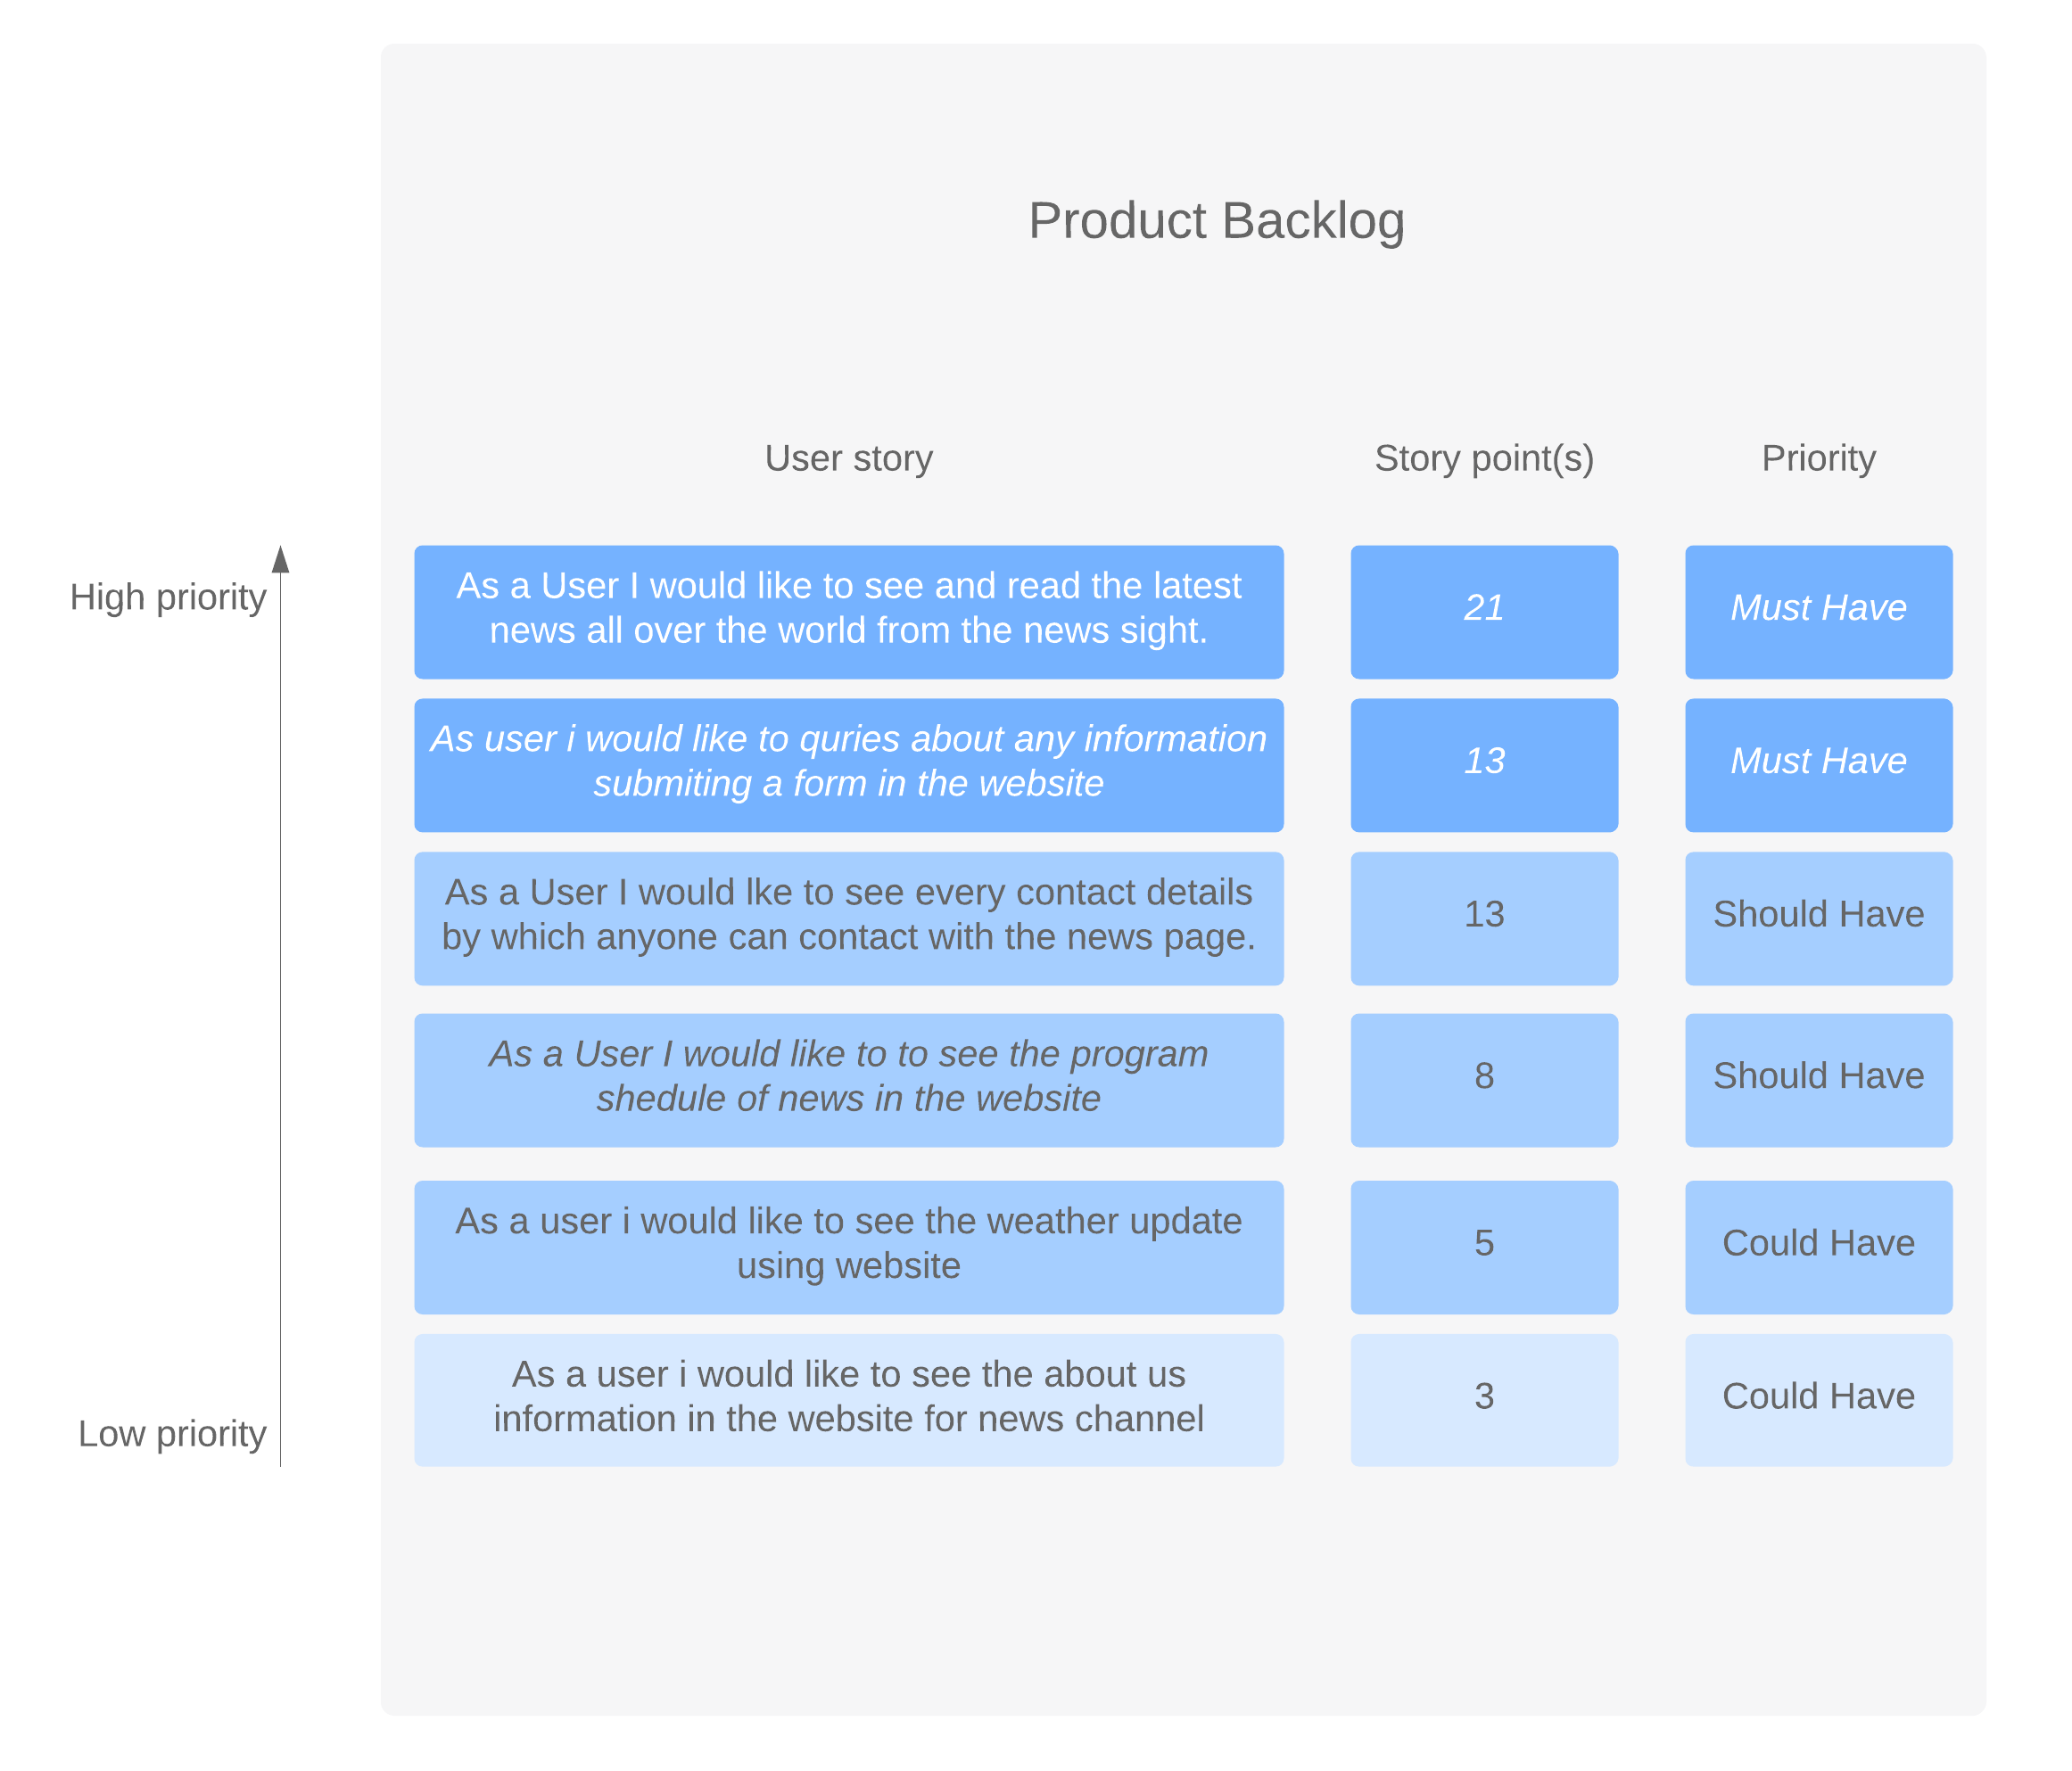 Product Backlog
User story
Story point(s)
Priority
High priority
As a User I would like to see and read the latest
news all over the world from the news sight.
21
Must Have
As user i would like to quries about any information
submiting a form in the website
13
Must Have
As a User I would lke to see every contact details
by which anyone can contact with the news page.
13
Should Have
As a User I would like to to see the program
shedule of news in the website
8
Should Have
As a user i would like to see the weather update
using website
5
Could Have
As a user i would like to see the about us
information in the website for news channel
3
Could Have
Low priority